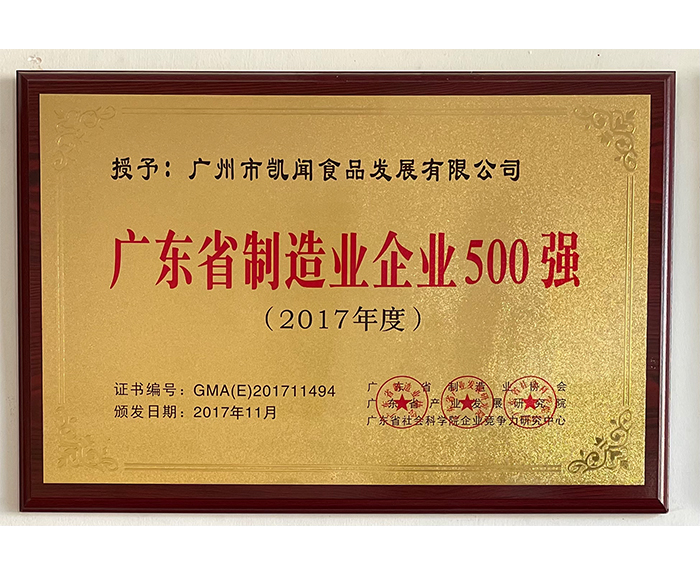 授予：广州市凯闻食品发展有限公司
广东省制造业企业500强
（2017年度）
证书编号：GMA(E)201711494
颁发日期：2017年11月
广东省制造业协会
广东省产业发展研究院
广东省社会科学院企业竞争力研究中心